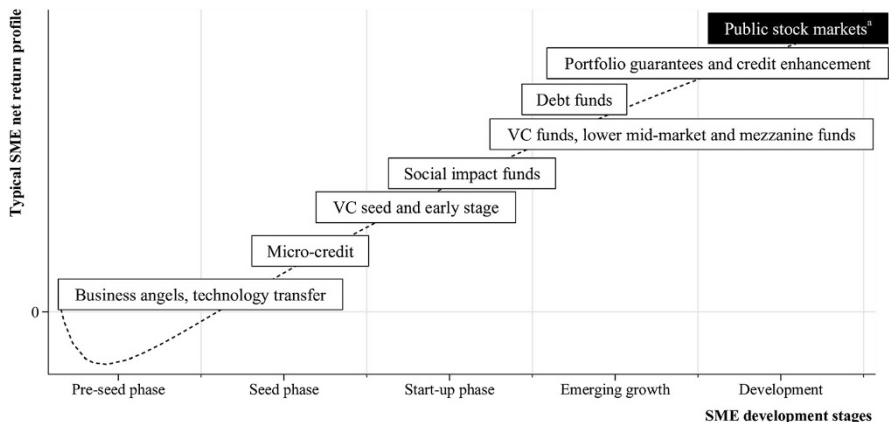 Typical SME net return profile
Public stock marketsᵃ
Portfolio guarantees and credit enhancement
Debt funds
VC funds, lower mid-market and mezzanine funds
Social impact funds
VC seed and early stage
Micro-credit
Business angels, technology transfer
0
Pre-seed phase
Seed phase
Start-up phase
Emerging growth
Development
SME development stages